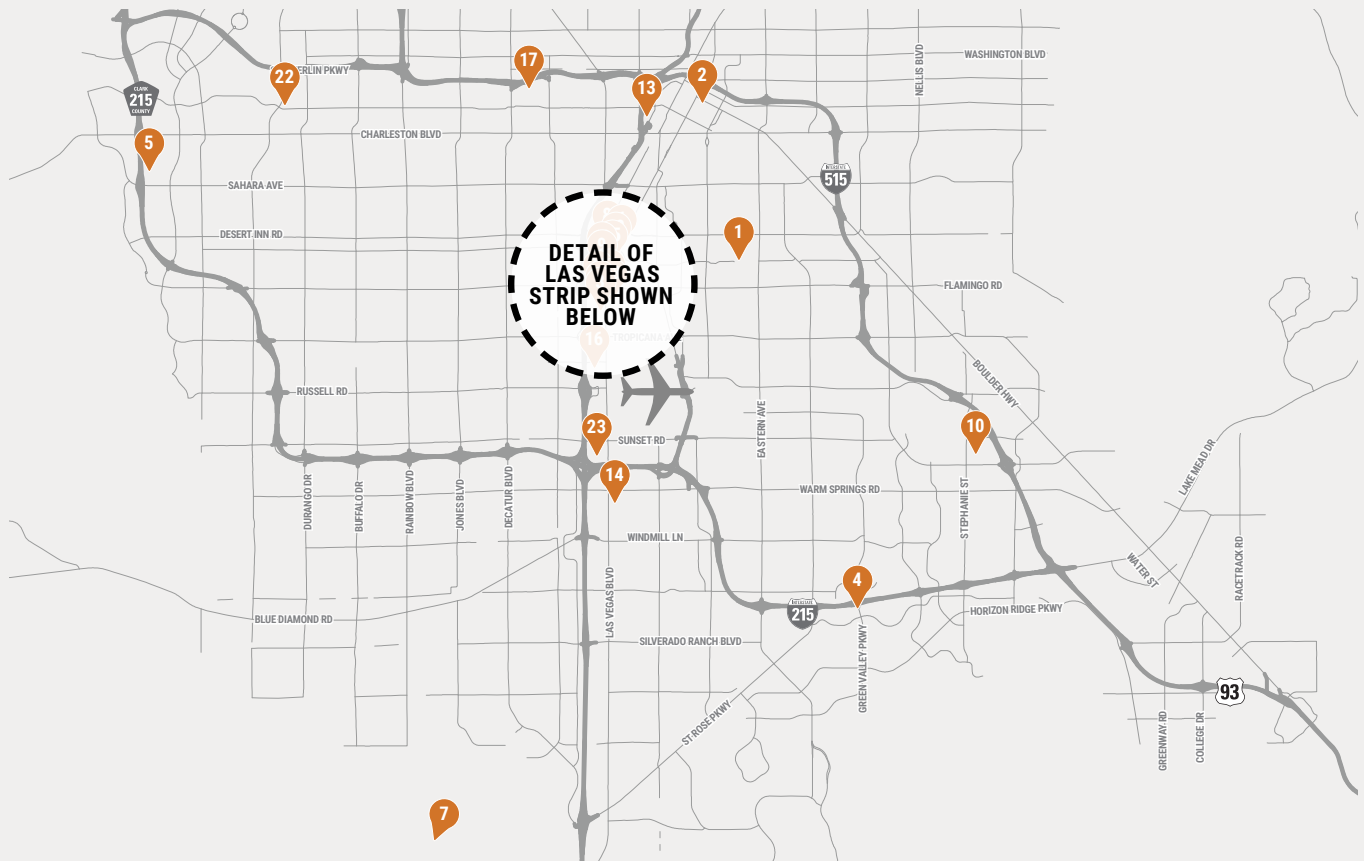 WASHINGTON BLVD
NELLIS BLVD
17
2
22
ERLIN PKWY
13
CLARK
215
COUNTY
CHARLESTON BLVD
5
INTERSTATE
515
SAHARA AVE
DESERT INN RD
1
DETAIL OF
LAS VEGAS
STRIP SHOWN
BELOW
FLAMINGO RD
16
TROPICANA
BOULDER HWY
RUSSELL RD
EASTERN AVE
23
SUNSET RD
10
14
LAKE MEAD DR
WARM SPRINGS RD
DURANGO DR
BUFFALO DR
RAINBOW BLVD
JONES BLVD
DECATUR BLVD
STEPHANIE ST
WINDMILL LN
WATER ST
RACETRACK RD
4
LAS VEGAS BLVD
INTERSTATE
215
HORIZON RIDGE PKWY
BLUE DIAMOND RD
SILVERADO RANCH BLVD
GREEN VALLEY PKWY
93
ST ROSE PKWY
GREENWAY RD
COLLEGE DR
7